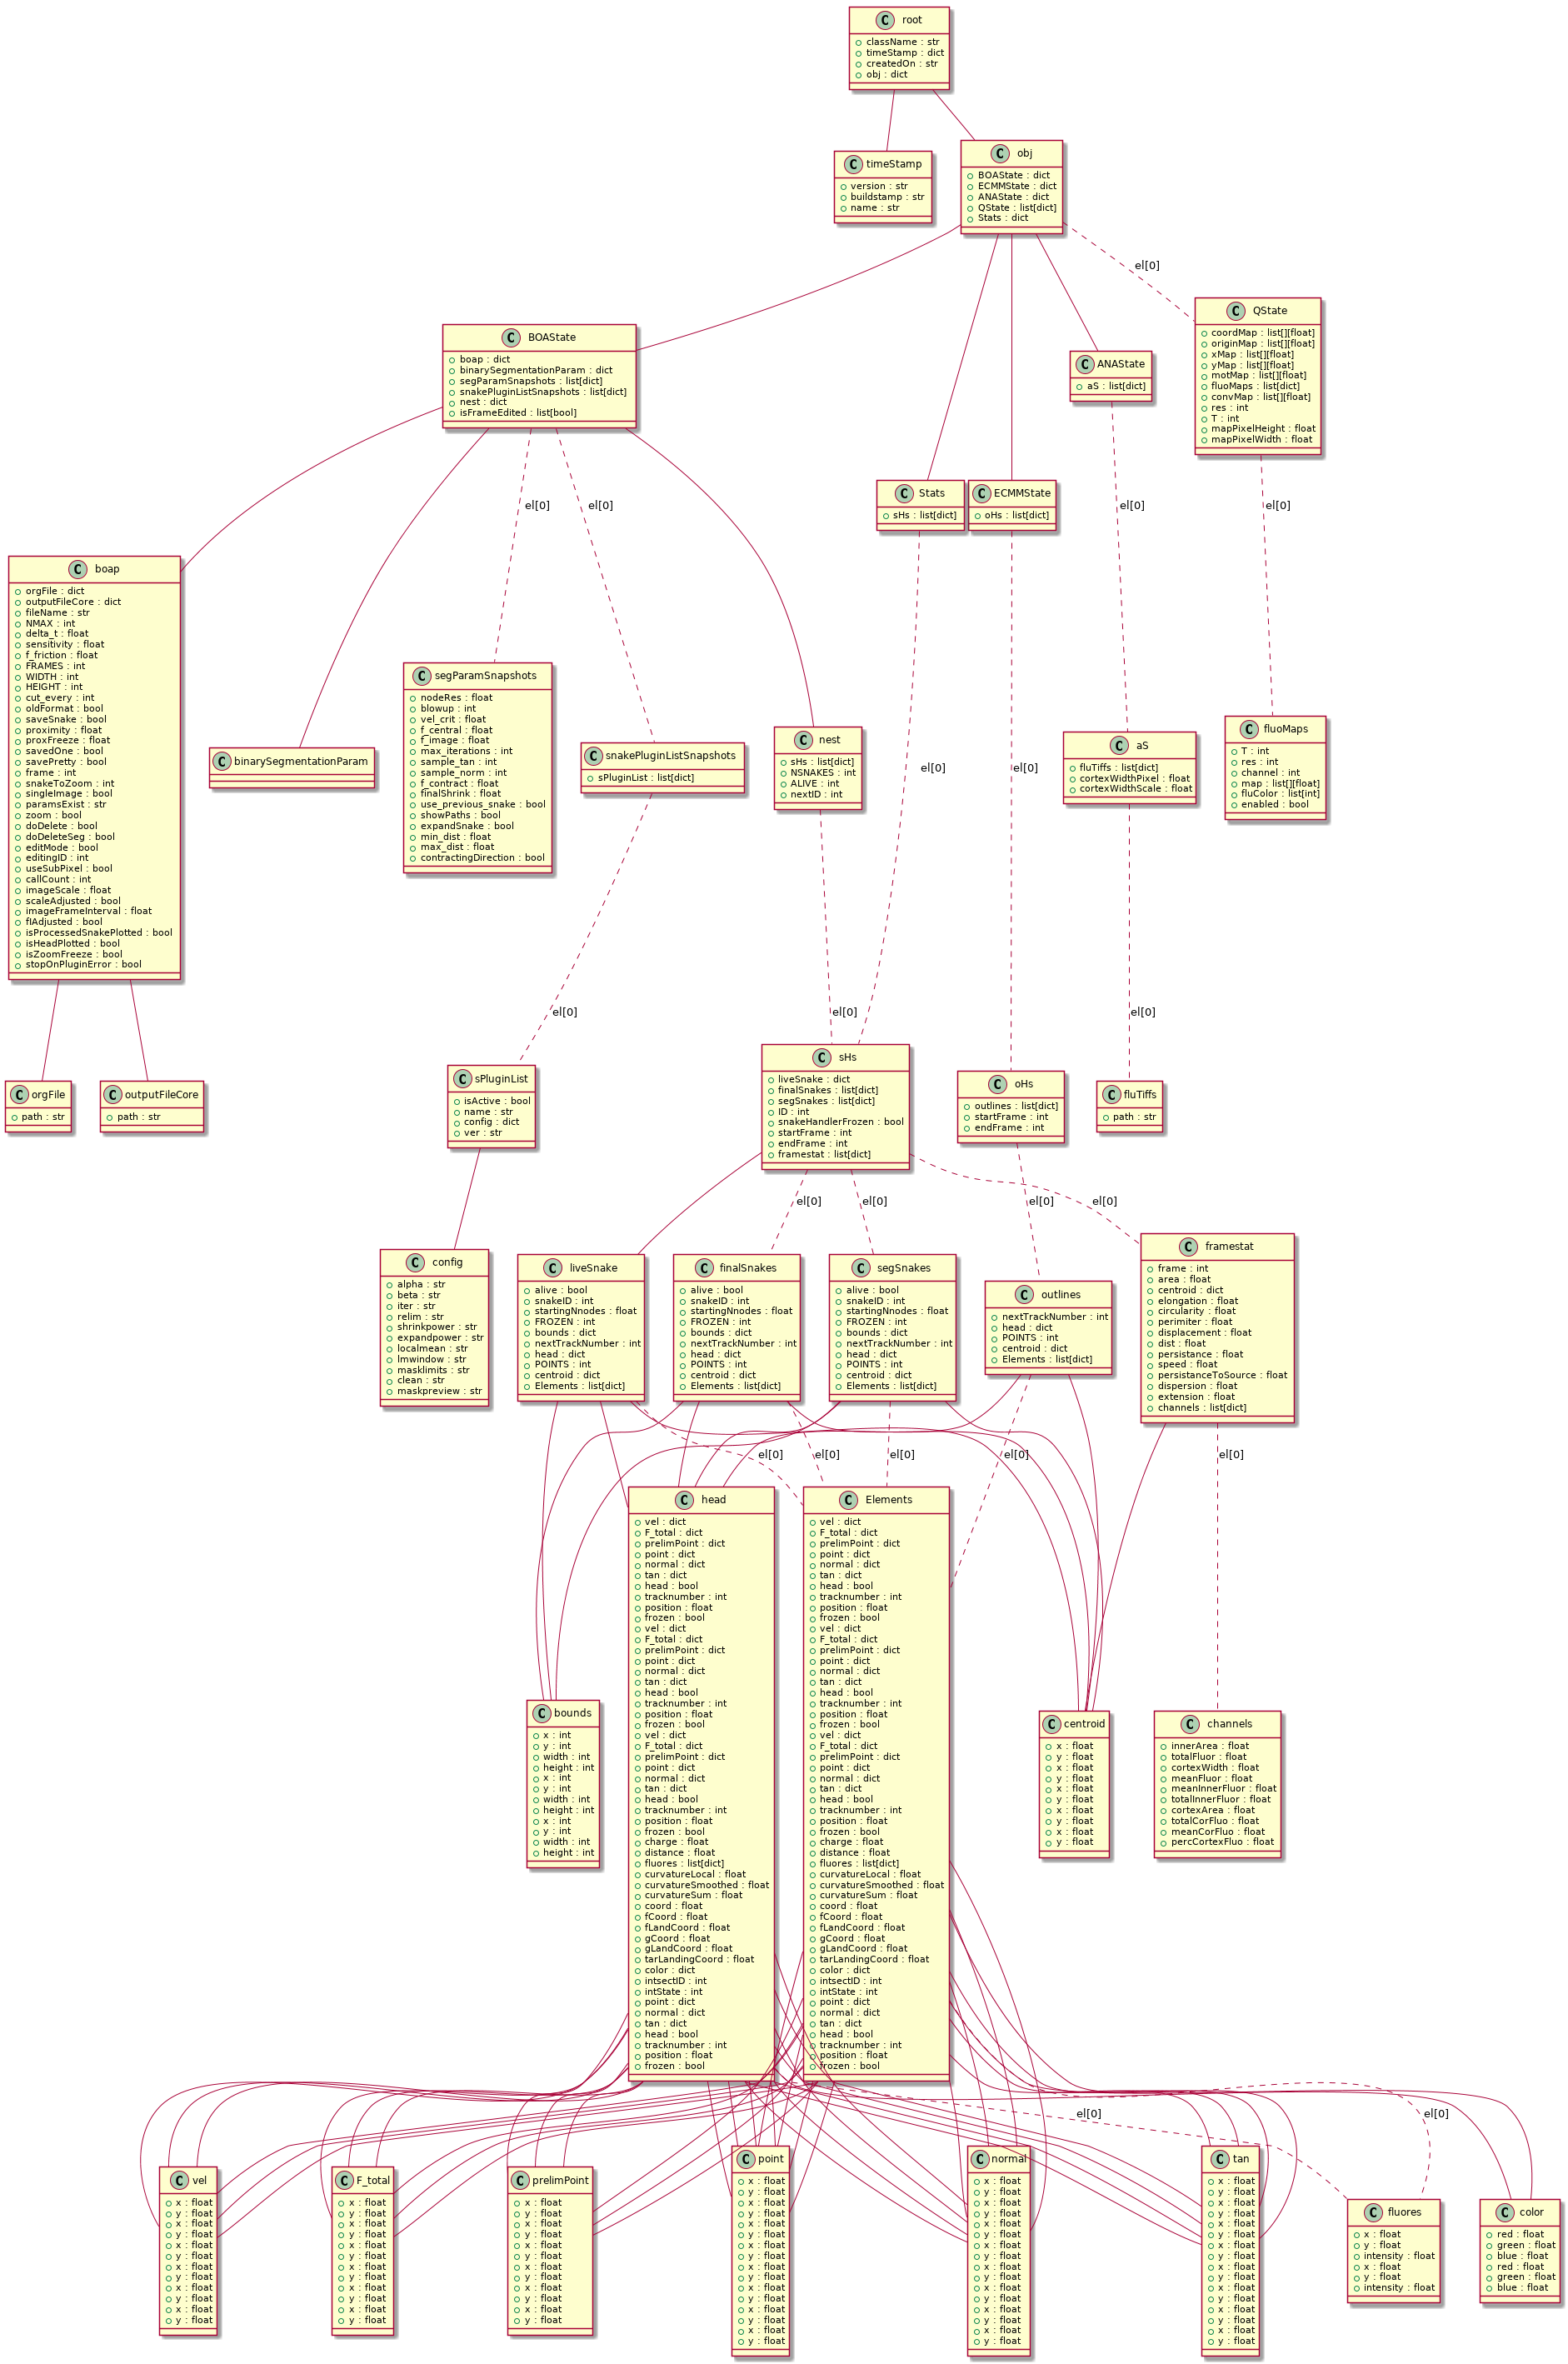 C root
className : str
timeStamp : dict
createdOn : str
obj : dict
C timeStamp
version : str
buildstamp : str
name : str
C obj
BOAState : dict
ECMMState : dict
ANAState : dict
QState : list[dict]
Stats : dict
el[0]
C BOAState
boap : dict
binarySegmentationParam : dict
segParamSnapshots : list[dict]
snakePluginListSnapshots : list[dict]
nest : dict
isFrameEdited : list[bool]
C ANAState
aS : list[dict]
C QState
coordMap : list[][float]
originMap : list[][float]
xMap : list[][float]
yMap : list[][float]
motMap : list[][float]
fluoMaps : list[dict]
convMap : list[][float]
res : int
T : int
mapPixelHeight : float
mapPixelWidth : float
el[0]
el[0]
C Stats
sHs : list[dict]
C ECMMState
oHs : list[dict]
el[0]
el[0]
C boap
orgFile : dict
outputFileCore : dict
fileName : str
NMAX : int
delta_t : float
sensitivity : float
f_friction : float
FRAMES : int
WIDTH : int
HEIGHT : int
cut_every : int
oldFormat : bool
saveSnake : bool
proximity : float
proxFreeze : float
savedOne : bool
savePretty : bool
frame : int
snakeToZoom : int
singleImage : bool
paramsExist : str
zoom : bool
doDelete : bool
doDeleteSeg : bool
editMode : bool
editingID : int
useSubPixel : bool
callCount : int
imageScale : float
scaleAdjusted : bool
imageFrameInterval : float
fIAdjusted : bool
isProcessedSnakePlotted : bool
isHeadPlotted : bool
isZoomFreeze : bool
stopOnPluginError : bool
C binarySegmentationParam
C segParamSnapshots
nodeRes : float
blowup : int
vel_crit : float
f_central : float
f_image : float
max_iterations : int
sample_tan : int
sample_norm : int
f_contract : float
finalShrink : float
use_previous_snake : bool
showPaths : bool
expandSnake : bool
min_dist : float
max_dist : float
contractingDirection : bool
C snakePluginListSnapshots
sPluginList : list[dict]
C nest
sHs : list[dict]
NSNAKES : int
ALIVE : int
nextID : int
el[0]
el[0]
C aS
fluTiffs : list[dict]
cortexWidthPixel : float
cortexWidthScale : float
C fluoMaps
T : int
res : int
channel : int
map : list[][float]
fluColor : list[int]
enabled : bool
el[0]
el[0]
el[0]
C orgFile
path : str
C outputFileCore
path : str
C sPluginList
isActive : bool
name : str
config : dict
ver : str
C sHs
liveSnake : dict
finalSnakes : list[dict]
segSnakes : list[dict]
ID : int
snakeHandlerFrozen : bool
startFrame : int
endFrame : int
framestat : list[dict]
C oHs
outlines : list[dict]
startFrame : int
endFrame : int
C fluTiffs
path : str
el[0]
el[0]
el[0]
el[0]
C config
alpha : str
beta : str
iter : str
relim : str
shrinkpower : str
expandpower : str
localmean : str
lmwindow : str
masklimits : str
clean : str
maskpreview : str
C liveSnake
alive : bool
snakeID : int
startingNnodes : float
FROZEN : int
bounds : dict
nextTrackNumber : int
head : dict
POINTS : int
centroid : dict
Elements : list[dict]
C finalSnakes
alive : bool
snakeID : int
startingNnodes : float
FROZEN : int
bounds : dict
nextTrackNumber : int
head : dict
POINTS : int
centroid : dict
Elements : list[dict]
C segSnakes
alive : bool
snakeID : int
startingNnodes : float
FROZEN : int
bounds : dict
nextTrackNumber : int
head : dict
POINTS : int
centroid : dict
Elements : list[dict]
C outlines
nextTrackNumber : int
head : dict
POINTS : int
centroid : dict
Elements : list[dict]
C framestat
frame : int
area : float
centroid : dict
elongation : float
circularity : float
perimiter : float
displacement : float
dist : float
persistance : float
speed : float
persistanceToSource : float
dispersion : float
extension : float
channels : list[dict]
el[0]
el[0]
el[0]
el[0]
el[0]
C head
vel : dict
F_total : dict
prelimPoint : dict
point : dict
normal : dict
tan : dict
head : bool
tracknumber : int
position : float
frozen : bool
vel : dict
F_total : dict
prelimPoint : dict
point : dict
normal : dict
tan : dict
head : bool
tracknumber : int
position : float
frozen : bool
vel : dict
F_total : dict
prelimPoint : dict
point : dict
normal : dict
tan : dict
head : bool
tracknumber : int
position : float
frozen : bool
charge : float
distance : float
fluores : list[dict]
curvatureLocal : float
curvatureSmoothed : float
curvatureSum : float
coord : float
fCoord : float
fLandCoord : float
gCoord : float
gLandCoord : float
tarLandingCoord : float
color : dict
intsectID : int
intState : int
point : dict
normal : dict
tan : dict
head : bool
tracknumber : int
position : float
frozen : bool
C Elements
vel : dict
F_total : dict
prelimPoint : dict
point : dict
normal : dict
tan : dict
head : bool
tracknumber : int
position : float
frozen : bool
vel : dict
F_total : dict
prelimPoint : dict
point : dict
normal : dict
tan : dict
head : bool
tracknumber : int
position : float
frozen : bool
vel : dict
F_total : dict
prelimPoint : dict
point : dict
normal : dict
tan : dict
head : bool
tracknumber : int
position : float
frozen : bool
charge : float
distance : float
fluores : list[dict]
curvatureLocal : float
curvatureSmoothed : float
curvatureSum : float
coord : float
fCoord : float
fLandCoord : float
gCoord : float
gLandCoord : float
tarLandingCoord : float
color : dict
intsectID : int
intState : int
point : dict
normal : dict
tan : dict
head : bool
tracknumber : int
position : float
frozen : bool
C bounds
x : int
y : int
width : int
height : int
x : int
y : int
width : int
height : int
x : int
y : int
width : int
height : int
C centroid
x : float
y : float
x : float
y : float
x : float
y : float
x : float
y : float
x : float
y : float
C channels
innerArea : float
totalFluor : float
cortexWidth : float
meanFluor : float
meanInnerFluor : float
totalInnerFluor : float
cortexArea : float
totalCorFluo : float
meanCorFluo : float
percCortexFluo : float
el[0]
el[0]
C vel
x : float
y : float
x : float
y : float
x : float
y : float
x : float
y : float
x : float
y : float
x : float
y : float
C F_total
x : float
y : float
x : float
y : float
x : float
y : float
x : float
y : float
x : float
y : float
x : float
y : float
C prelimPoint
x : float
y : float
x : float
y : float
x : float
y : float
x : float
y : float
x : float
y : float
x : float
y : float
C point
x : float
y : float
x : float
y : float
x : float
y : float
x : float
y : float
x : float
y : float
x : float
y : float
x : float
y : float
x : float
y : float
C normal
x : float
y : float
x : float
y : float
x : float
y : float
x : float
y : float
x : float
y : float
x : float
y : float
x : float
y : float
x : float
y : float
C tan
x : float
y : float
x : float
y : float
x : float
y : float
x : float
y : float
x : float
y : float
x : float
y : float
x : float
y : float
x : float
y : float
C fluores
x : float
y : float
intensity : float
x : float
y : float
intensity : float
C color
red : float
green : float
blue : float
red : float
green : float
blue : float